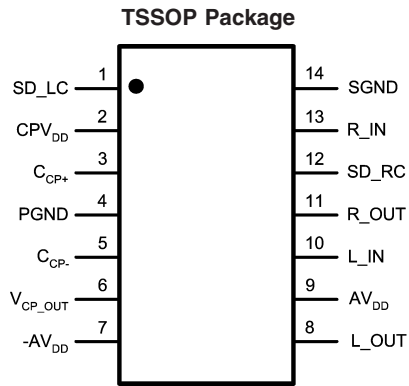 TSSOP Package
1 14
SD_LC SGND
2 13
CPVDD R_IN
3 12
CCP+ SD_RC
4 11
PGND R_OUT
5 10
CCP- L_IN
6 9
VCP_OUT AVDD
7 8
-AVDD L_OUT